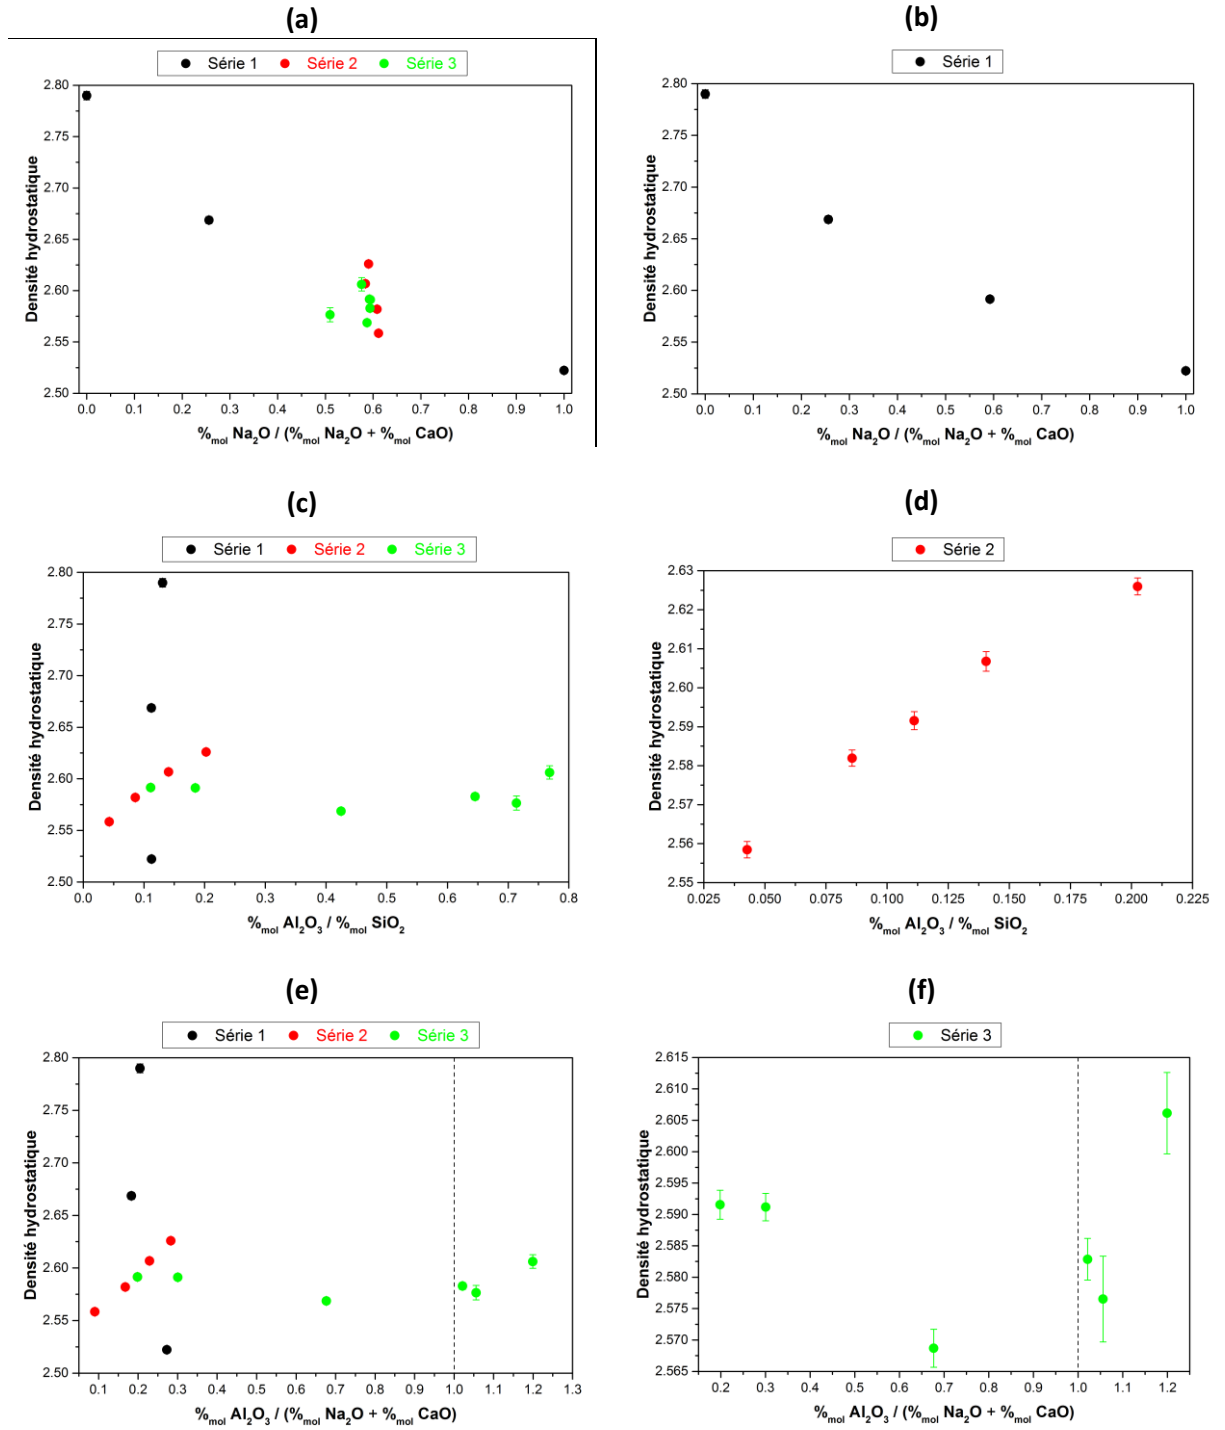 (a)
Série 1 Série 2 Série 3
2.80
2.75
2.70
2.65
2.60
2.55
2.50
Densité hydrostatique
0.0 0.1 0.2 0.3 0.4 0.5 0.6 0.7 0.8 0.9 1.0
%mol Na2O / (%mol Na2O + %mol CaO)
(b)
Série 1
2.80
2.75
2.70
2.65
2.60
2.55
2.50
Densité hydrostatique
0.0 0.1 0.2 0.3 0.4 0.5 0.6 0.7 0.8 0.9 1.0
%mol Na2O / (%mol Na2O + %mol CaO)
(c)
Série 1 Série 2 Série 3
2.80
2.75
2.70
2.65
2.60
2.55
2.50
Densité hydrostatique
0.0 0.1 0.2 0.3 0.4 0.5 0.6 0.7 0.8
%mol Al2O3 / %mol SiO2
(d)
Série 2
2.63
2.62
2.61
2.60
2.59
2.58
2.57
2.56
2.55
Densité hydrostatique
0.025 0.050 0.075 0.100 0.125 0.150 0.175 0.200 0.225
%mol Al2O3 / %mol SiO2
(e)
Série 1 Série 2 Série 3
2.80
2.75
2.70
2.65
2.60
2.55
2.50
Densité hydrostatique
0.1 0.2 0.3 0.4 0.5 0.6 0.7 0.8 0.9 1.0 1.1 1.2 1.3
%mol Al2O3 / (%mol Na2O + %mol CaO)
(f)
Série 3
2.615
2.610
2.605
2.600
2.595
2.590
2.585
2.580
2.575
2.570
2.565
Densité hydrostatique
0.2 0.3 0.4 0.5 0.6 0.7 0.8 0.9 1.0 1.1 1.2
%mol Al2O3 / (%mol Na2O + %mol CaO)